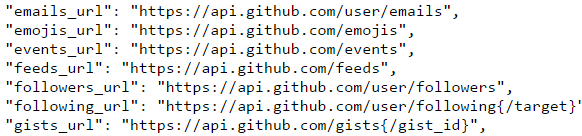 "emails_url": "https://api.github.com/user/emails",
"emojis_url": "https://api.github.com/emojis",
"events_url": "https://api.github.com/events",
"feeds_url": "https://api.github.com/feeds",
"followers_url": "https://api.github.com/user/followers",
"following_url": "https://api.github.com/user/following{/target}'
"gists_url": "https://api.github.com/gists{/gist_id}",